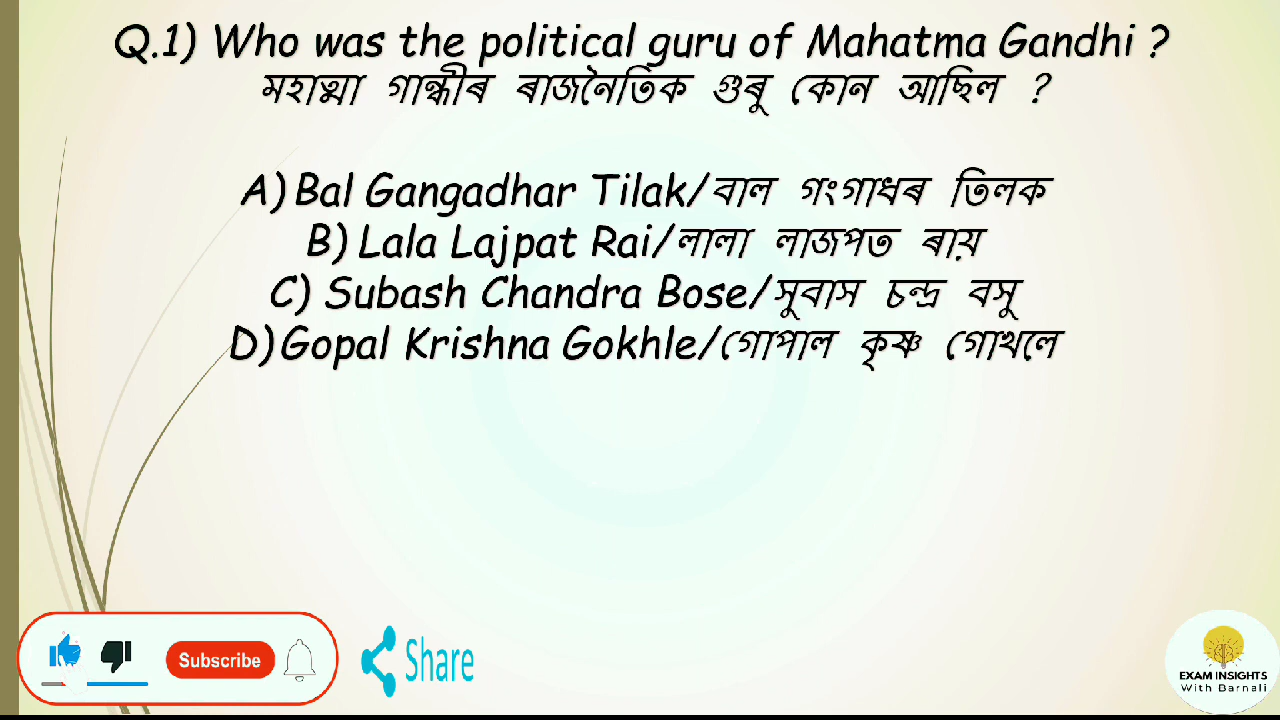 Q.1) Who was the political guru of Mahatma Gandhi ?
মহাত্মা গান্ধীৰ ৰাজনৈতিক গুৰু কোন আছিল ?
A) Bal Gangadhar Tilak/বাল গংগাধৰ তিলক
B) Lala Lajpat Rai/লালা লাজপত ৰায়
C) Subash Chandra Bose/সুবাস চন্দ্ৰ বসু
D) Gopal Krishna Gokhle/গোপাল কৃষ্ণ গোখলে
Subscribe
Share
EXAM INSIGHTS
With Barnali